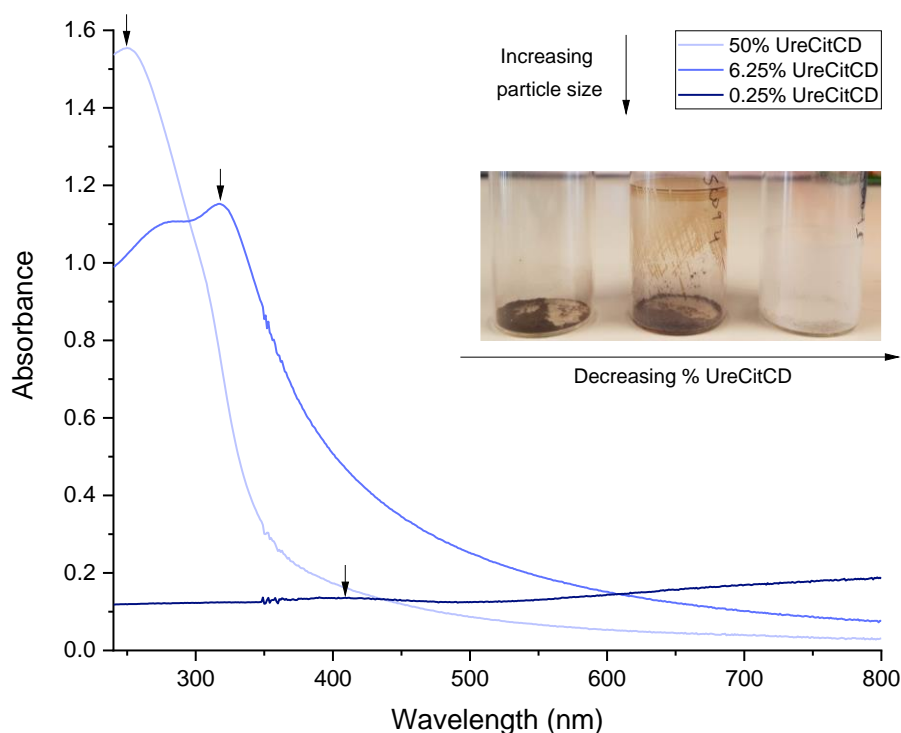 1.6
1.4
1.2
1.0
0.8
0.6
0.4
0.2
0.0
Absorbance
300
400
500
600
700
800
Wavelength (nm)
Increasing
particle size
50% UreCitCD
6.25% UreCitCD
0.25% UreCitCD
Decreasing % UreCitCD